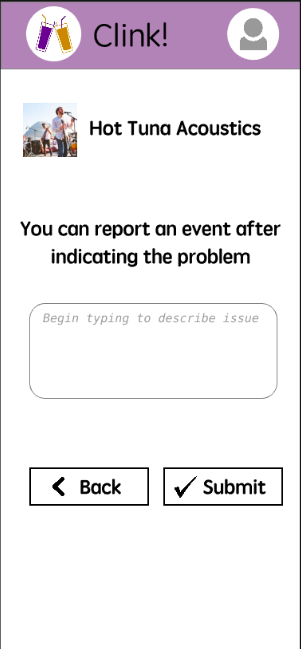 Clink!
Hot Tuna Acoustics
You can report an event after
indicating the problem
Begin typing to describe issue
Back
Submit